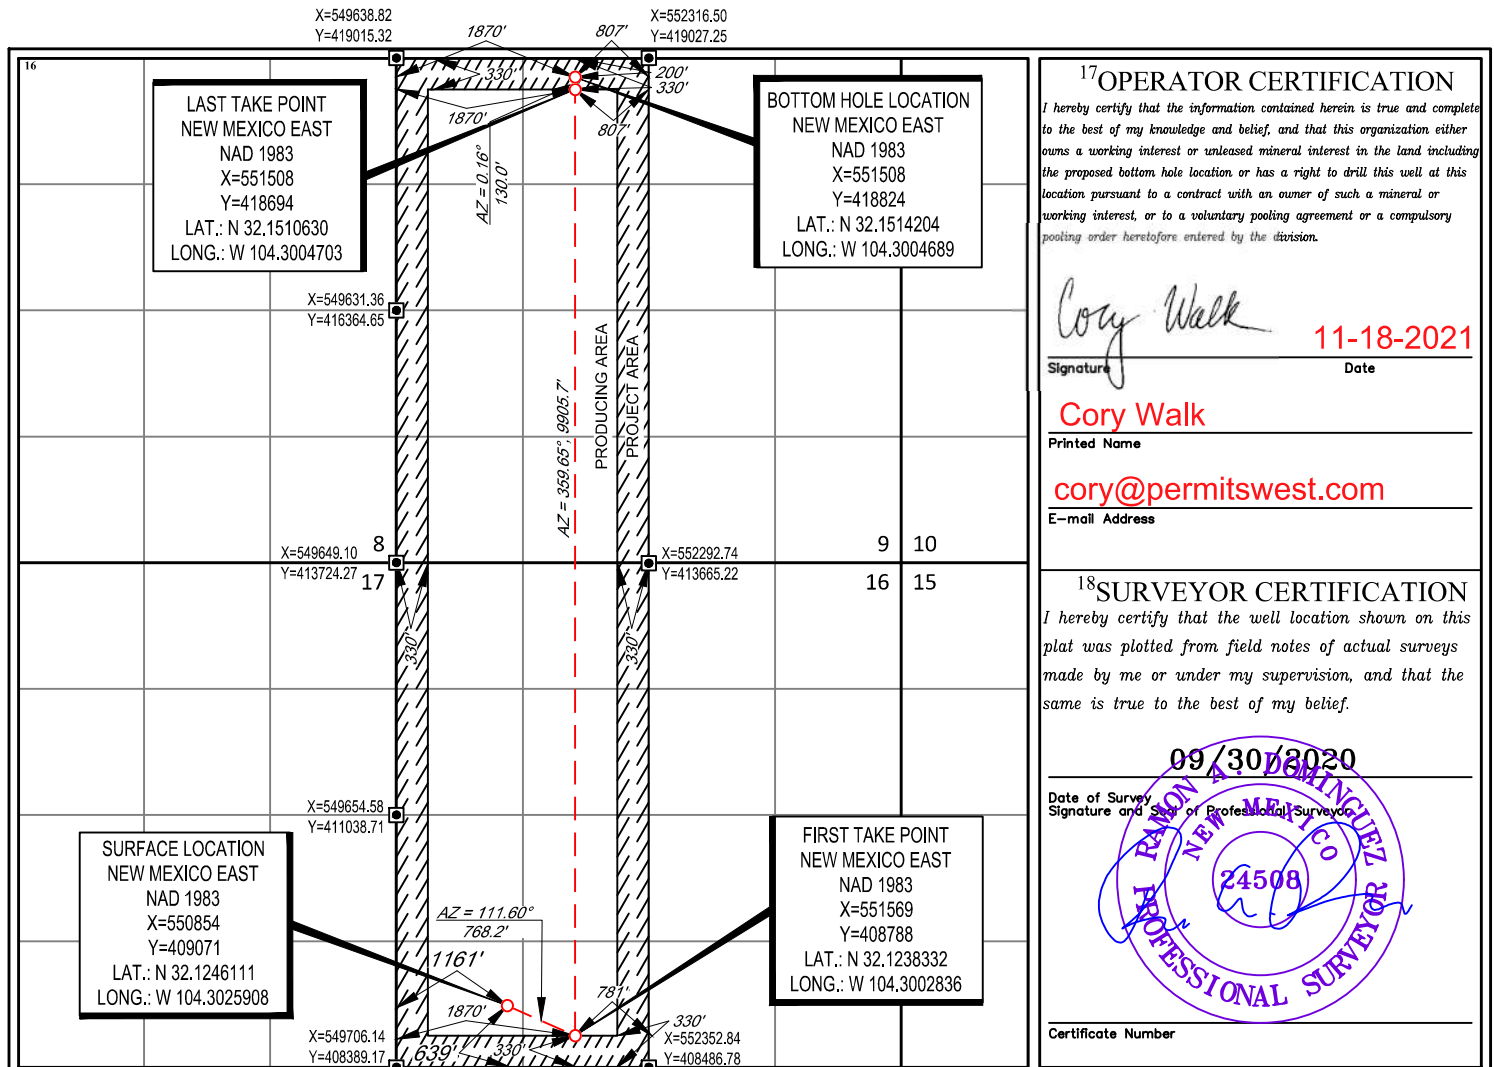 X=549638.82
Y=419015.32
1870'
807'
X=552316.50
Y=419027.25
16
330'
200'
330'
LAST TAKE POINT
NEW MEXICO EAST
NAD 1983
X=551508
Y=418694
LAT.: N 32.1510630
LONG.: W 104.3004703
1870'
807'
AZ = 0.16°
130.0'
BOTTOM HOLE LOCATION
NEW MEXICO EAST
NAD 1983
X=551508
Y=418824
LAT.: N 32.1514204
LONG.: W 104.3004689
X=549631.36
Y=416364.65
PRODUCING AREA
PROJECT AREA
AZ = 359.65°, 9905.7'
X=549649.10
Y=413724.27
8
17
X=552292.74
Y=413665.22
9 10
16 15
330'
330'
X=549654.58
Y=411038.71
SURFACE LOCATION
NEW MEXICO EAST
NAD 1983
X=550854
Y=409071
LAT.: N 32.1246111
LONG.: W 104.3025908
AZ = 111.60°
768.2'
1161'
FIRST TAKE POINT
NEW MEXICO EAST
NAD 1983
X=551569
Y=408788
LAT.: N 32.1238332
LONG.: W 104.3002836
781'
1870'
330'
X=549706.14
Y=408389.17
639'
330'
X=552352.84
Y=408486.78
17 OPERATOR CERTIFICATION
I hereby certify that the information contained herein is true and complete
to the best of my knowledge and belief, and that this organization either
owns a working interest or unleased mineral interest in the land including
the proposed bottom hole location or has a right to drill this well at this
location pursuant to a contract with an owner of such a mineral or
working interest, or to a voluntary pooling agreement or a compulsory
pooling order heretofore entered by the division.
Cory Walk
11-18-2021
Signature Date
Cory Walk
Printed Name
cory@permitswest.com
E-mail Address
18 SURVEYOR CERTIFICATION
I hereby certify that the well location shown on this
plat was plotted from field notes of actual surveys
made by me or under my supervision, and that the
same is true to the best of my belief.
09/30/2020
Date of Survey
Signature and Seal of Professional Surveyor
RAMON A. DOMINGUEZ
NEW MEXICO
24508
PROFESSIONAL SURVEYOR
Certificate Number